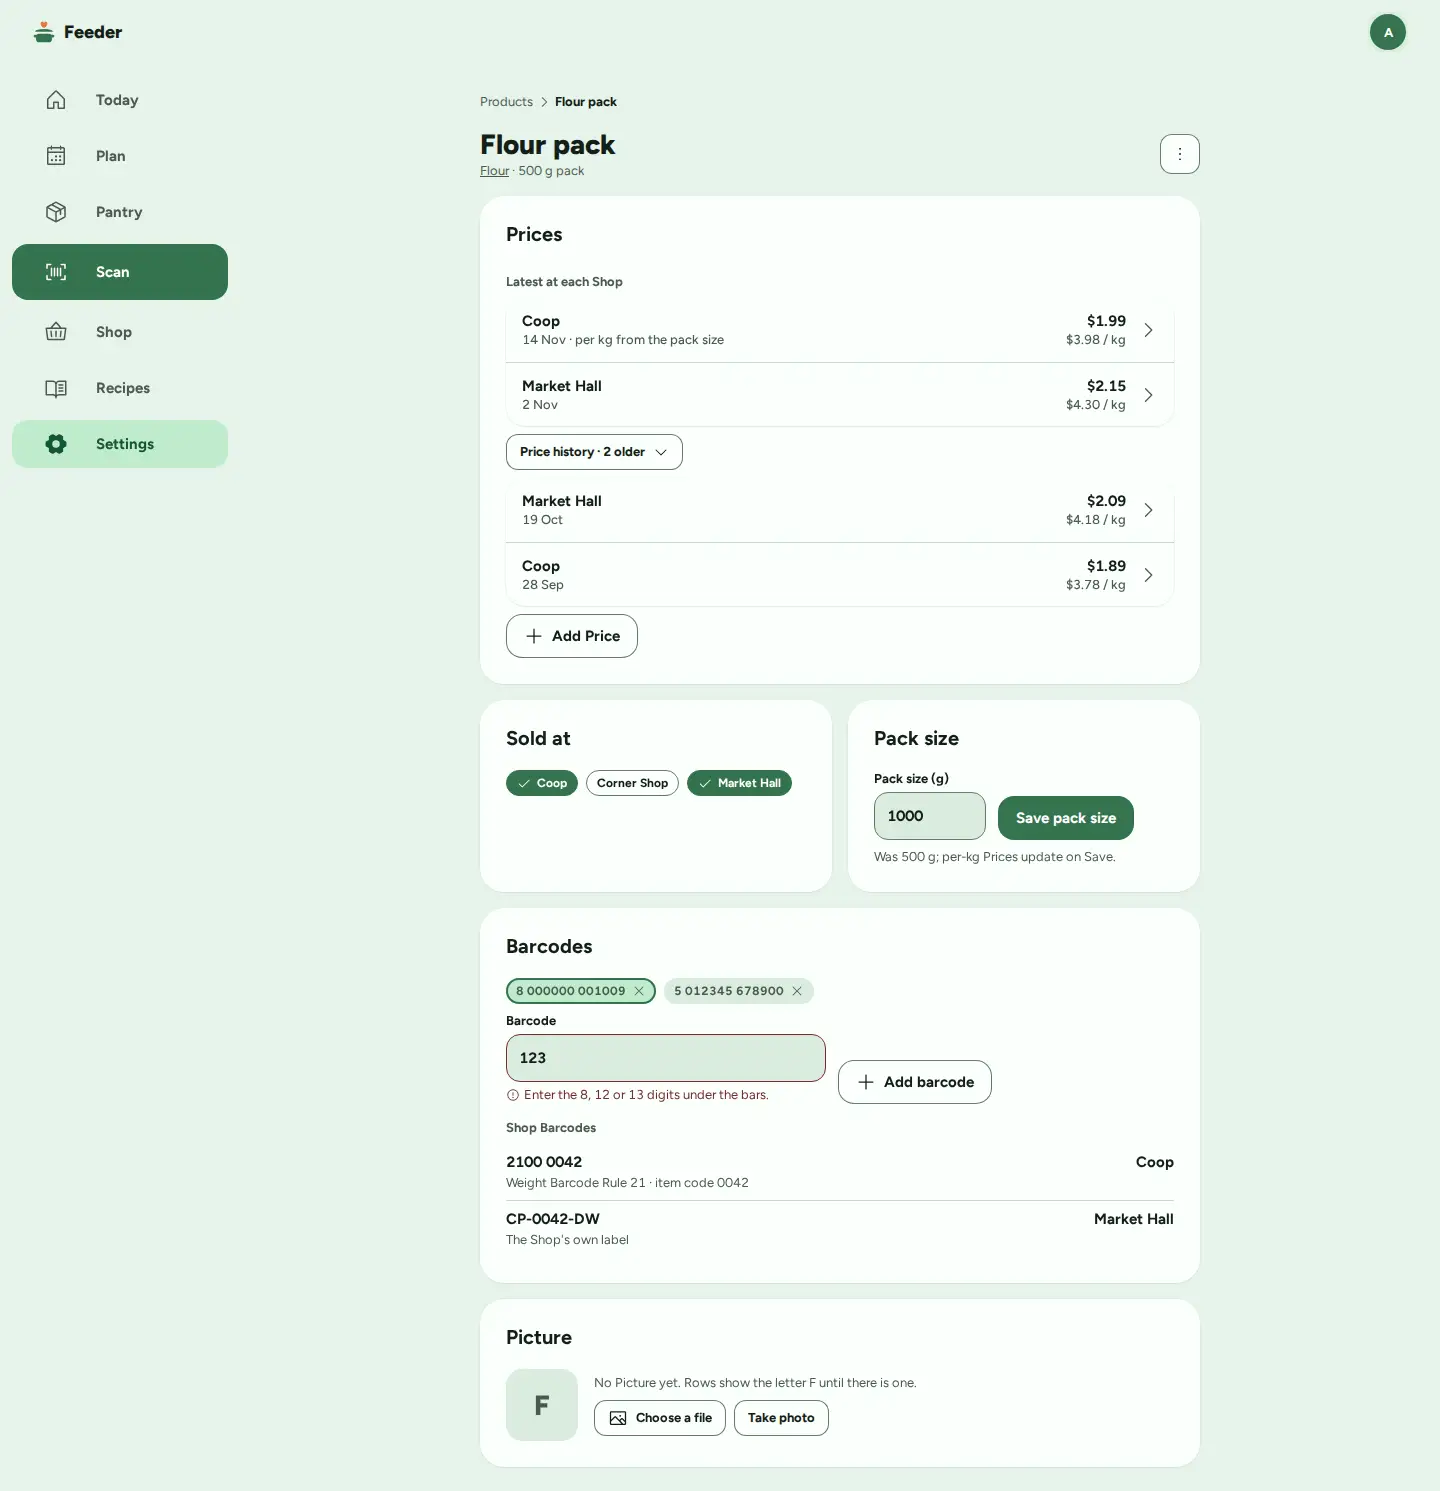 Feeder
A
Today
Plan
Pantry
Scan
Shop
Recipes
Settings
Products > Flour pack
Flour pack
Flour · 500 g pack
Prices
Latest at each Shop
Coop $1.99
14 Nov · per kg from the pack size $3.98 / kg
Market Hall $2.15
2 Nov $4.30 / kg
Price history · 2 older
Market Hall $2.09
19 Oct $4.18 / kg
Coop $1.89
28 Sep $3.78 / kg
Add Price
Sold at
Coop Corner Shop Market Hall
Pack size
Pack size (g)
1000 Save pack size
Was 500 g; per-kg Prices update on Save.
Barcodes
8 000000 001009 5 012345 678900
Barcode
123
Add barcode
Enter the 8, 12 or 13 digits under the bars.
Shop Barcodes
2100 0042 Coop
Weight Barcode Rule 21 · item code 0042
CP-0042-DW Market Hall
The Shop's own label
Picture
F
No Picture yet. Rows show the letter F until there is one.
Choose a file Take photo